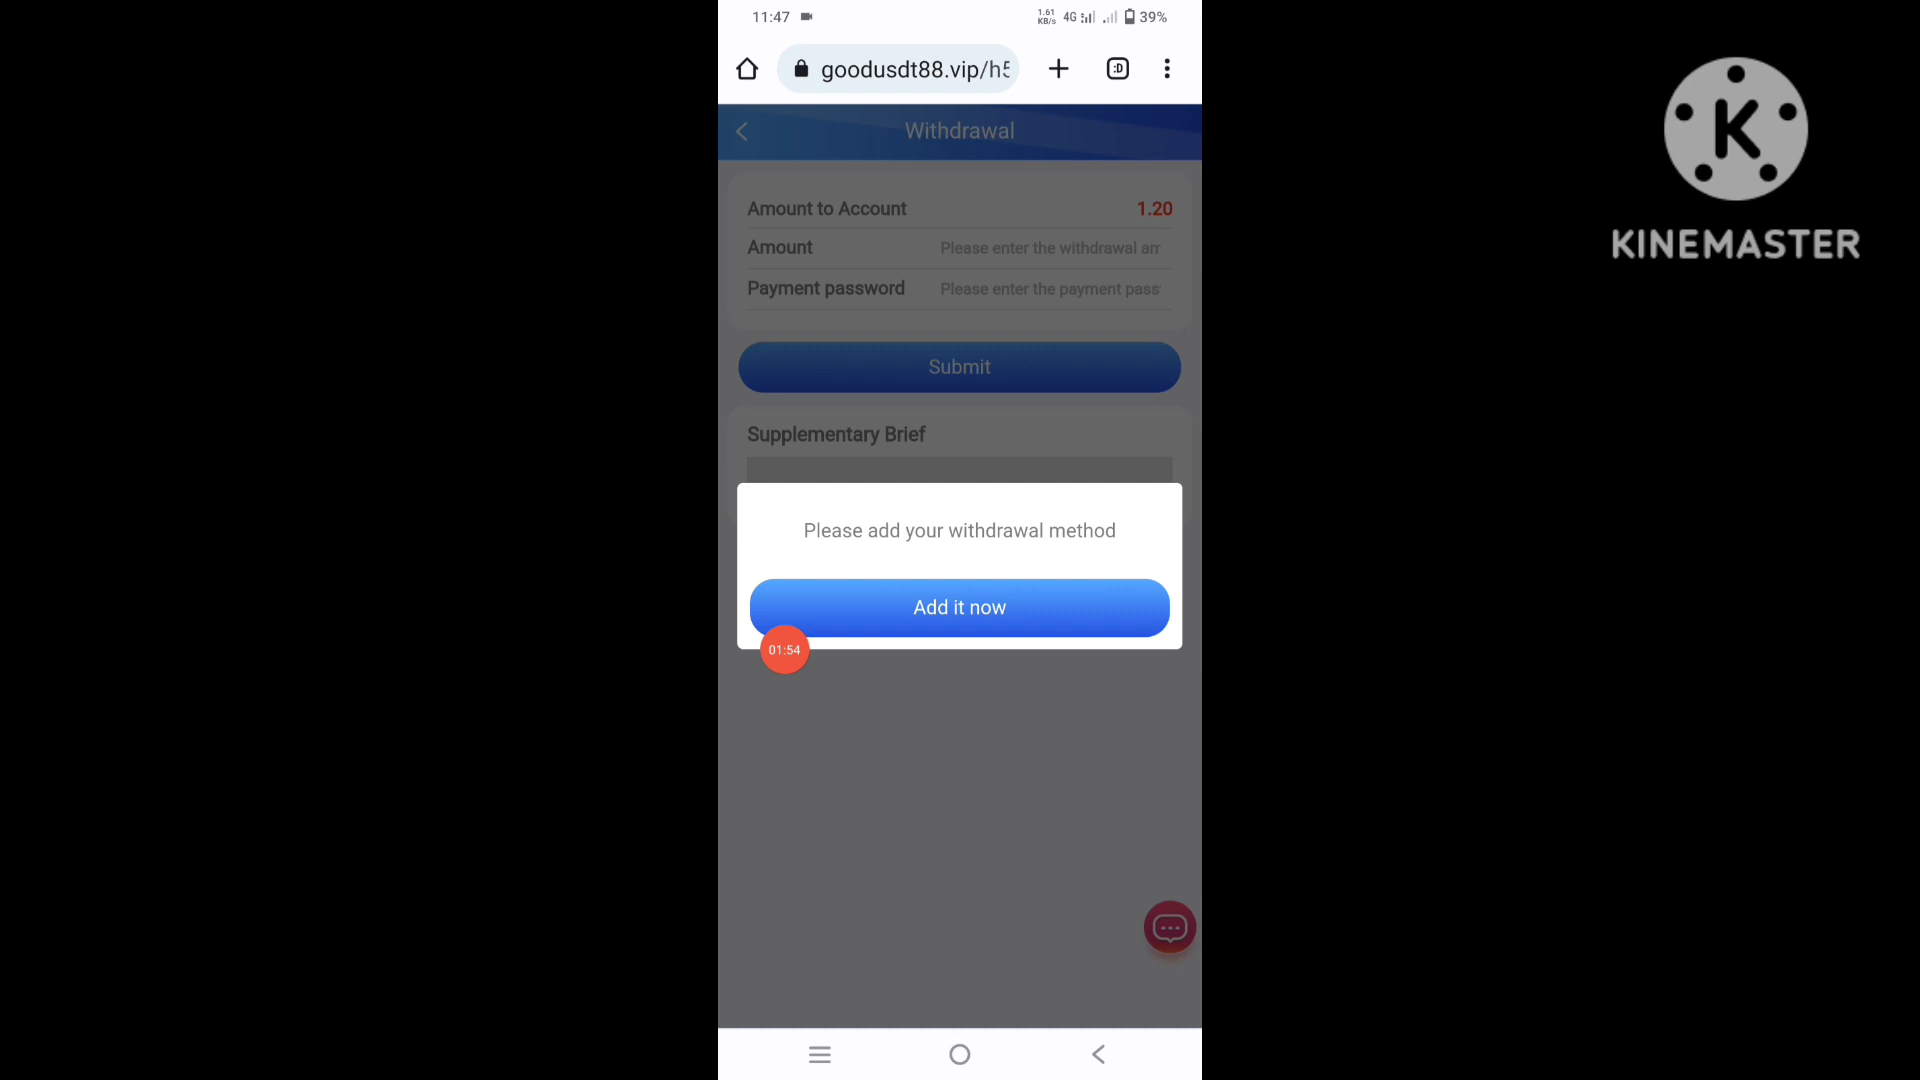 11:47
1.61
KB/s
4G
39%
:D
goodusdt88.vip/h5
Withdrawal
Amount to Account
1.20
Amount
Please enter the withdrawal am
Payment password
Please enter the payment pass
Submit
Supplementary Brief
Please add your withdrawal method
Add it now
01:54
K
KINEMASTER